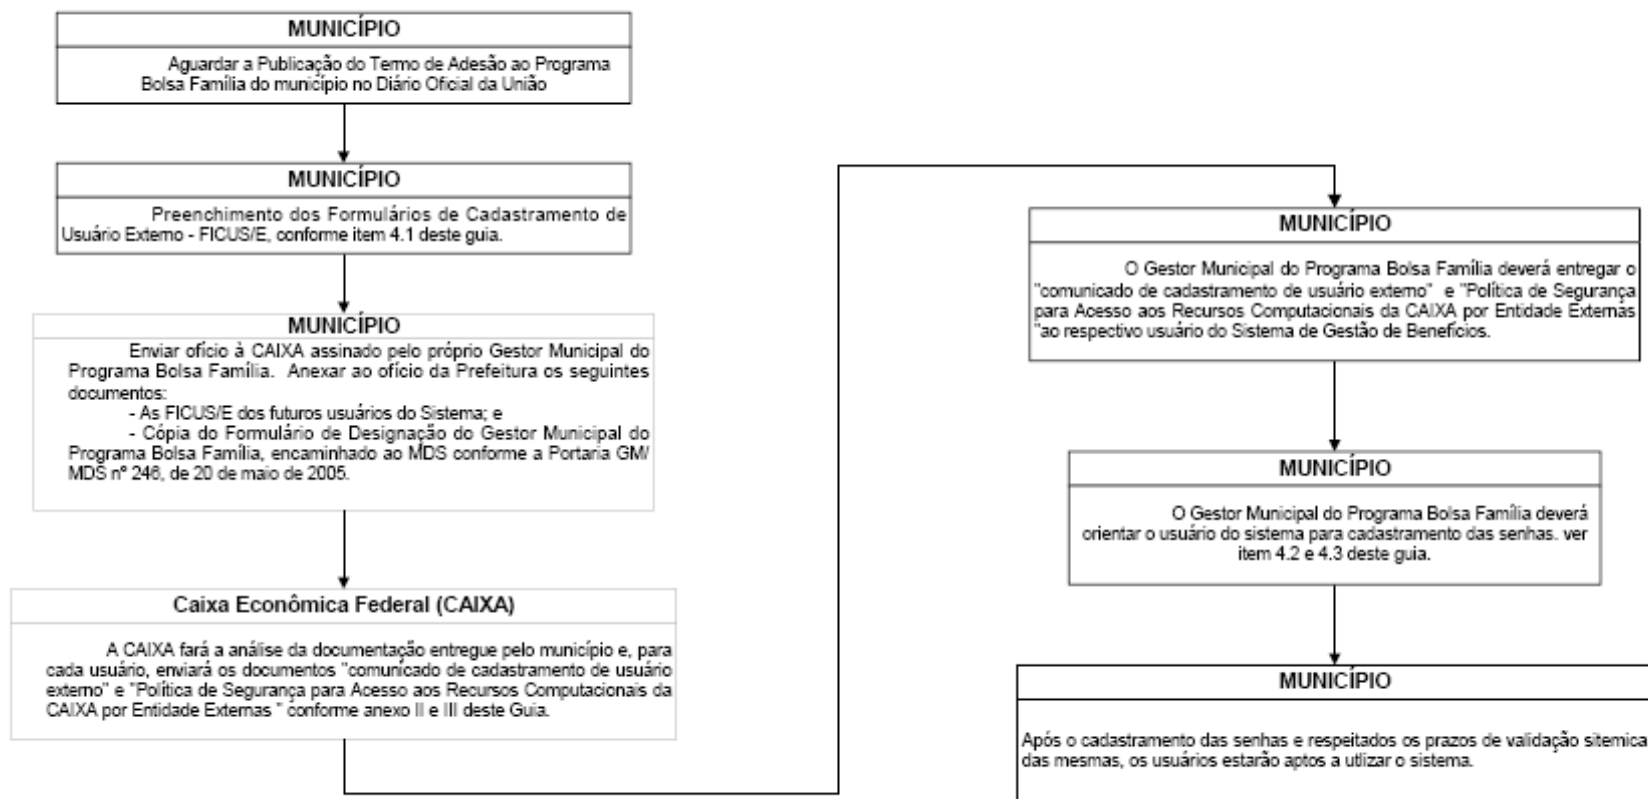 MUNICÍPIO
Aguardar a Publicação do Termo de Adesão ao Programa
Bolsa Família do município no Diário Oficial da União
MUNICÍPIO
Preenchimento dos Formulários de Cadastramento de
Usuário Externo - FICUS/E, conforme item 4.1 deste guia.
MUNICÍPIO
Enviar ofício à CAIXA assinado pelo próprio Gestor Municipal do
Programa Bolsa Família. Anexar ao ofício da Prefeitura os seguintes
documentos:
- As FICUS/E dos futuros usuários do Sistema; e
- Cópia do Formulário de Designação do Gestor Municipal do
Programa Bolsa Família, encaminhado ao MDS conforme a Portaria GM/
MDS nº 246, de 20 de maio de 2005.
Caixa Econômica Federal (CAIXA)
A CAIXA fará a análise da documentação entregue pelo município e, para
cada usuário, enviará os documentos "comunicado de cadastramento de usuário
externo" e "Política de Segurança para Acesso aos Recursos Computacionais da
CAIXA por Entidade Externas " conforme anexo II e III deste Guia.
MUNICÍPIO
O Gestor Municipal do Programa Bolsa Família deverá entregar o
"comunicado de cadastramento de usuário externo" e "Política de Segurança
para Acesso aos Recursos Computacionais da CAIXA por Entidade Externas
"ao respectivo usuário do Sistema de Gestão de Benefícios.
MUNICÍPIO
O Gestor Municipal do Programa Bolsa Família deverá
orientar o usuário do sistema para cadastramento das senhas. ver
item 4.2 e 4.3 deste guia.
MUNICÍPIO
Após o cadastramento das senhas e respeitados os prazos de validação sitemica
das mesmas, os usuários estarão aptos a utlizar o sistema.